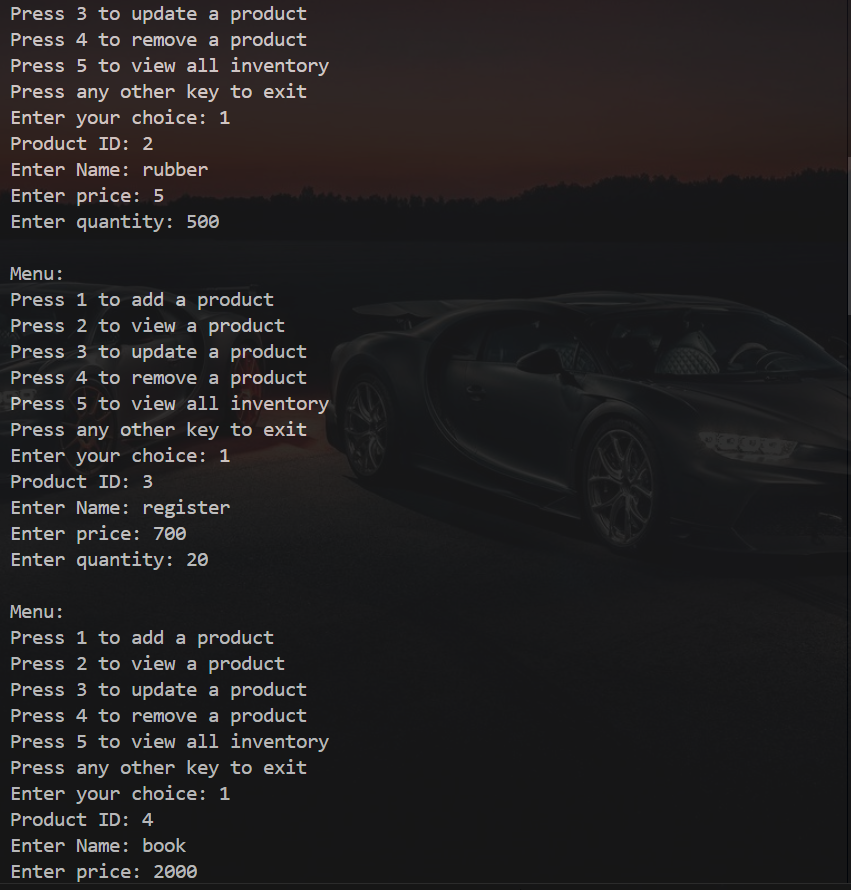 Press 3 to update a product
Press 4 to remove a product
Press 5 to view all inventory
Press any other key to exit
Enter your choice: 1
Product ID: 2
Enter Name: rubber
Enter price: 5
Enter quantity: 500
Menu:
Press 1 to add a product
Press 2 to view a product
Press 3 to update a product
Press 4 to remove a product
Press 5 to view all inventory
Press any other key to exit
Enter your choice: 1
Product ID: 3
Enter Name: register
Enter price: 700
Enter quantity: 20
Menu:
Press 1 to add a product
Press 2 to view a product
Press 3 to update a product
Press 4 to remove a product
Press 5 to view all inventory
Press any other key to exit
Enter your choice: 1
Product ID: 4
Enter Name: book
Enter price: 2000